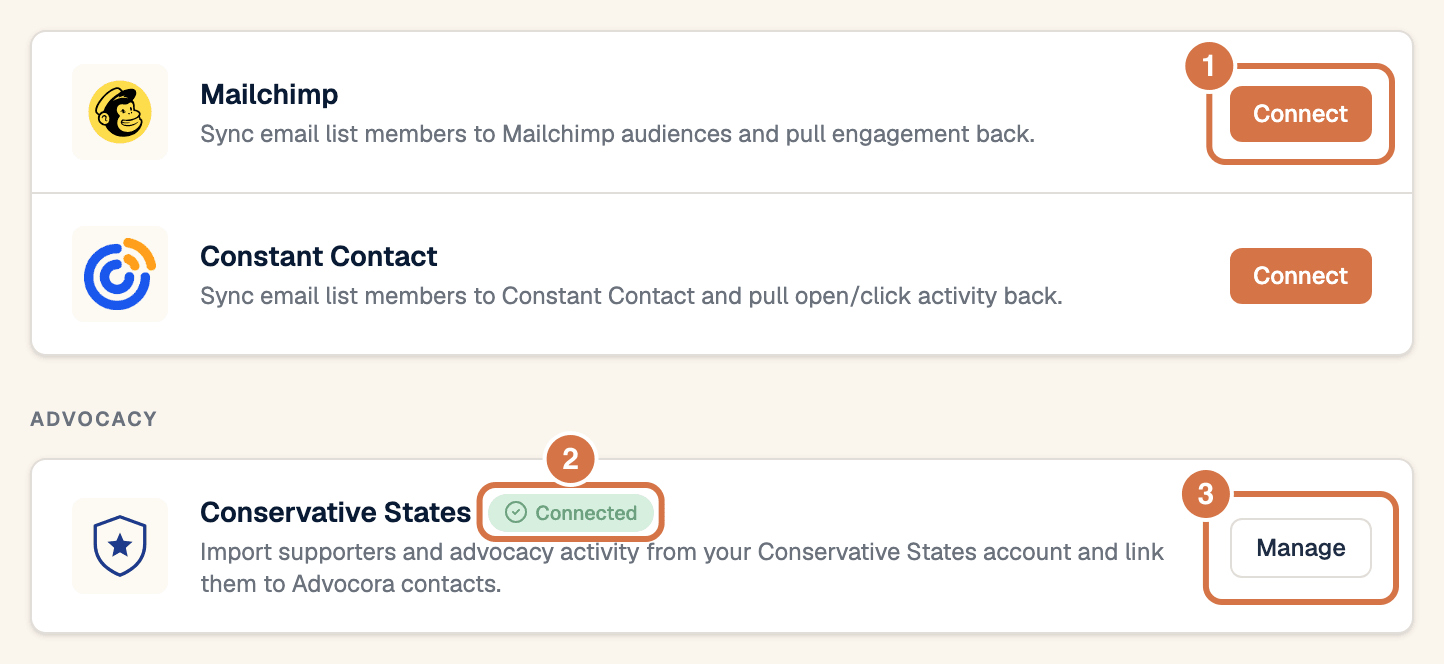 Mailchimp
Sync email list members to Mailchimp audiences and pull engagement back.
1
Connect
Constant Contact
Sync email list members to Constant Contact and pull open/click activity back.
Connect
ADVOCACY
2
Conservative States Connected
Import supporters and advocacy activity from your Conservative States account and link
them to Advocora contacts.
3
Manage